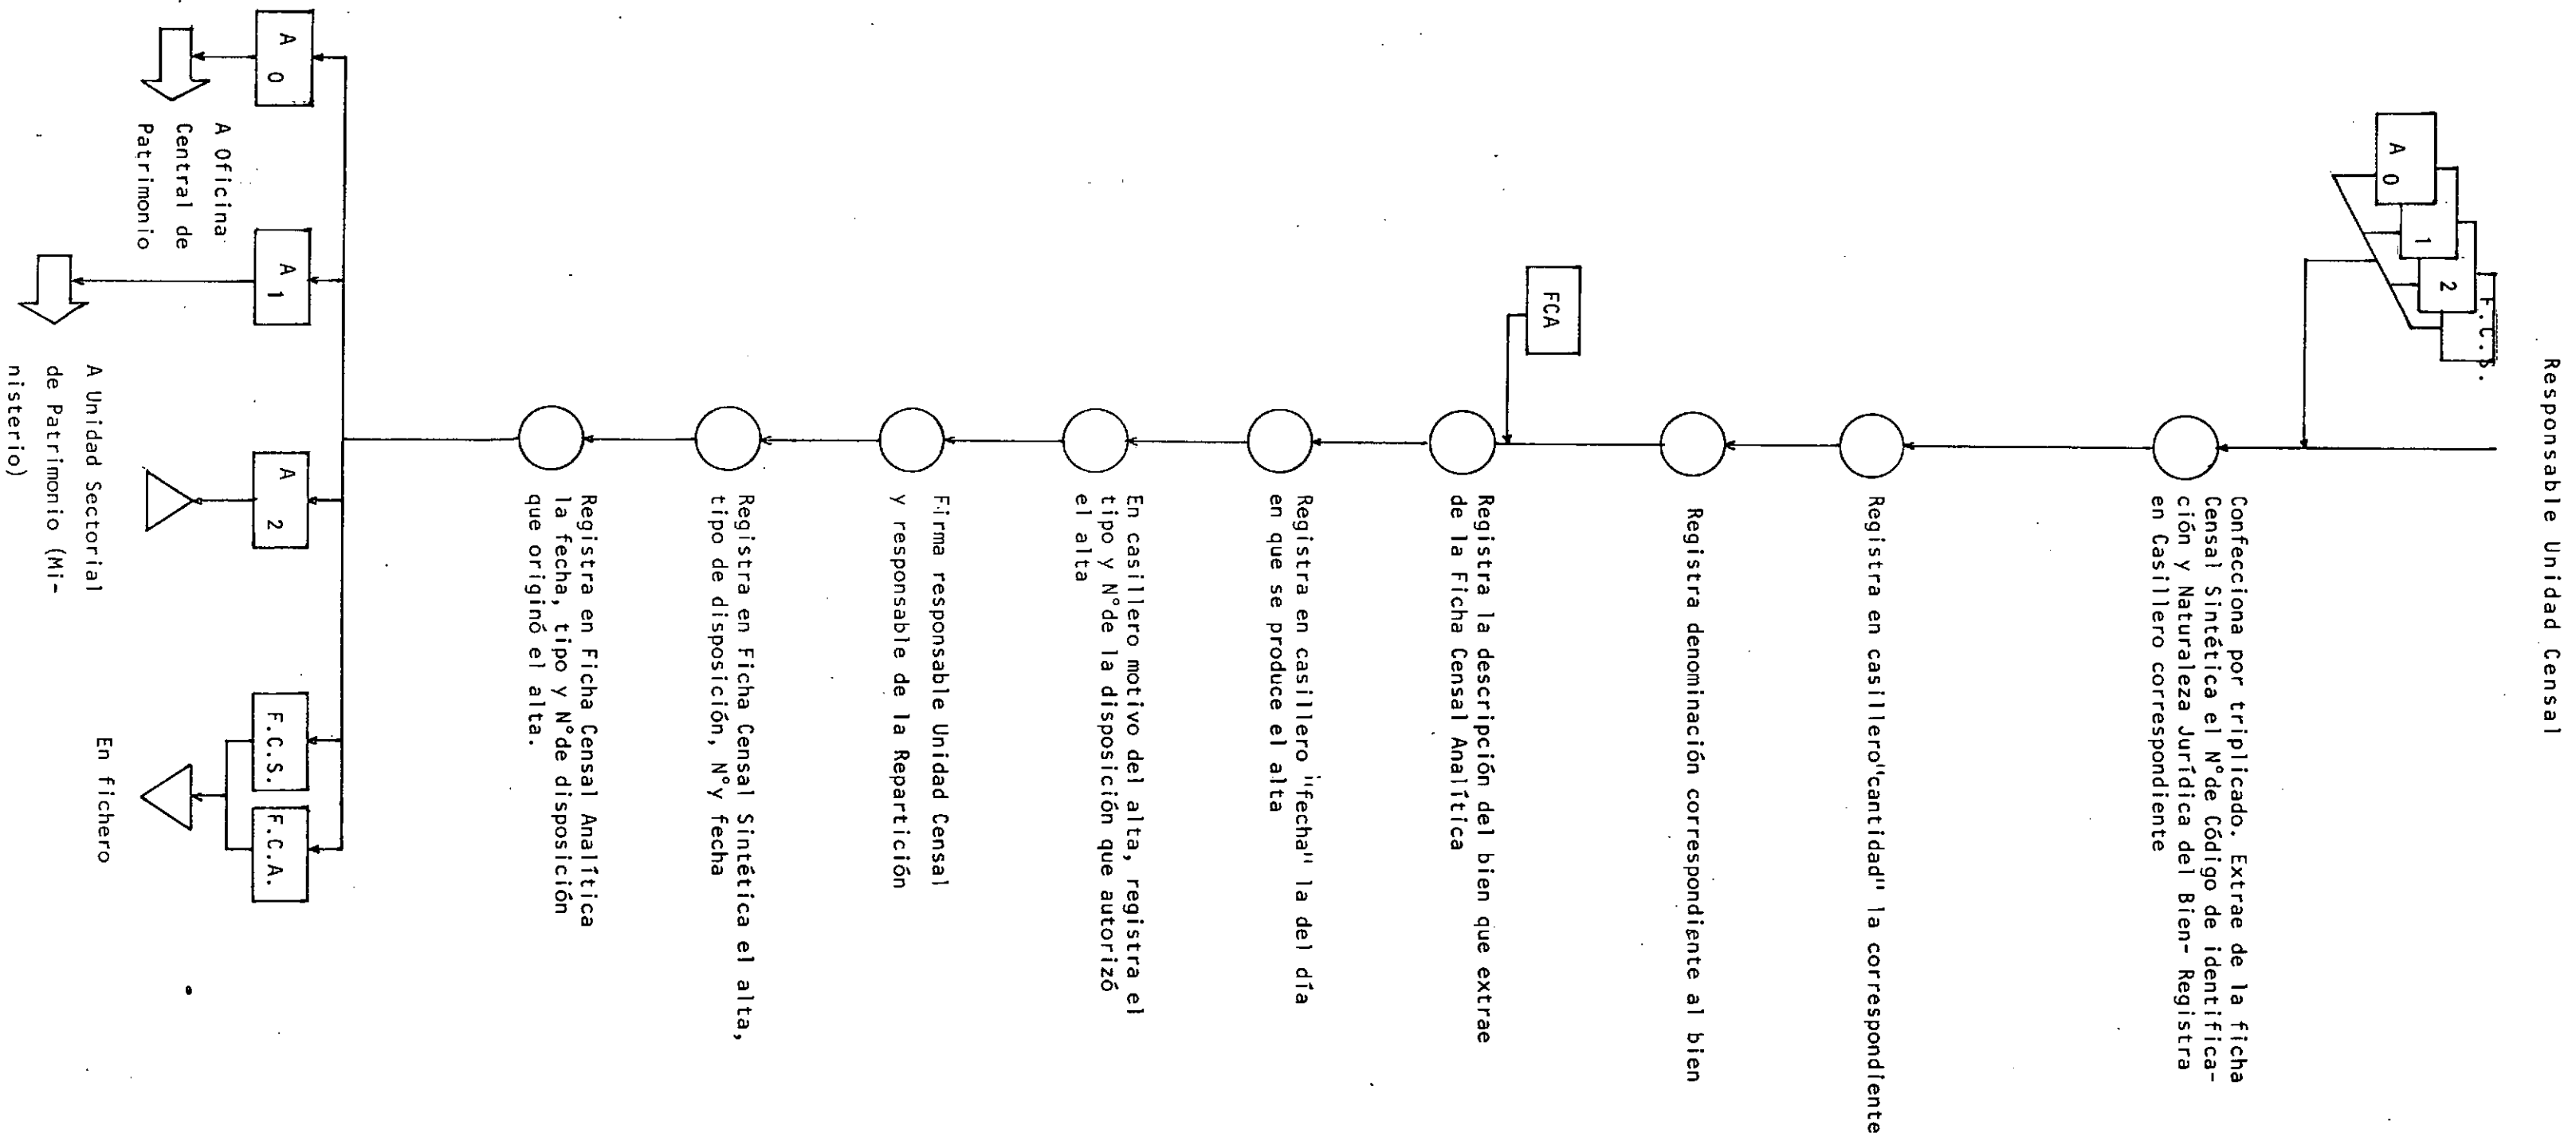 Responsable Unidad Censal
A
0
1
2
F.C.S.
Confecciona por triplicado. Extrae de la ficha
Censal Sintética el N°de Código de identifica-
ción y Naturaleza Jurídica del Bien- Registra
en Casillero correspondiente
Registra en casillero"cantidad" la correspondiente
Registra denominación correspondiente al bien
FCA
Registra la descripción del bien que extrae
de la Ficha Censal Analítica
Registra en casillero "fecha" la del día
en que se produce el alta
En casillero motivo del alta, registra el
tipo y N°de la disposición que autorizó
el alta
Firma responsable Unidad Censal
y responsable de la Repartición
Registra en Ficha Censal Sintética el alta,
tipo de disposición, N°y fecha
Registra en Ficha Censal Analítica
la fecha, tipo y N°de disposición
que originó el alta.
A
0
A
1
A
2
F.C.S.
F.C.A.
A Oficina
Central de
Patrimonio
A Unidad Sectorial
de Patrimonio (Mi-
nisterio)
En fichero